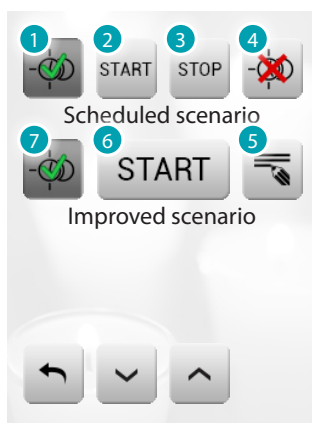 1 2 3 4
START STOP
Scheduled scenario
7 6 5
START
Improved scenario